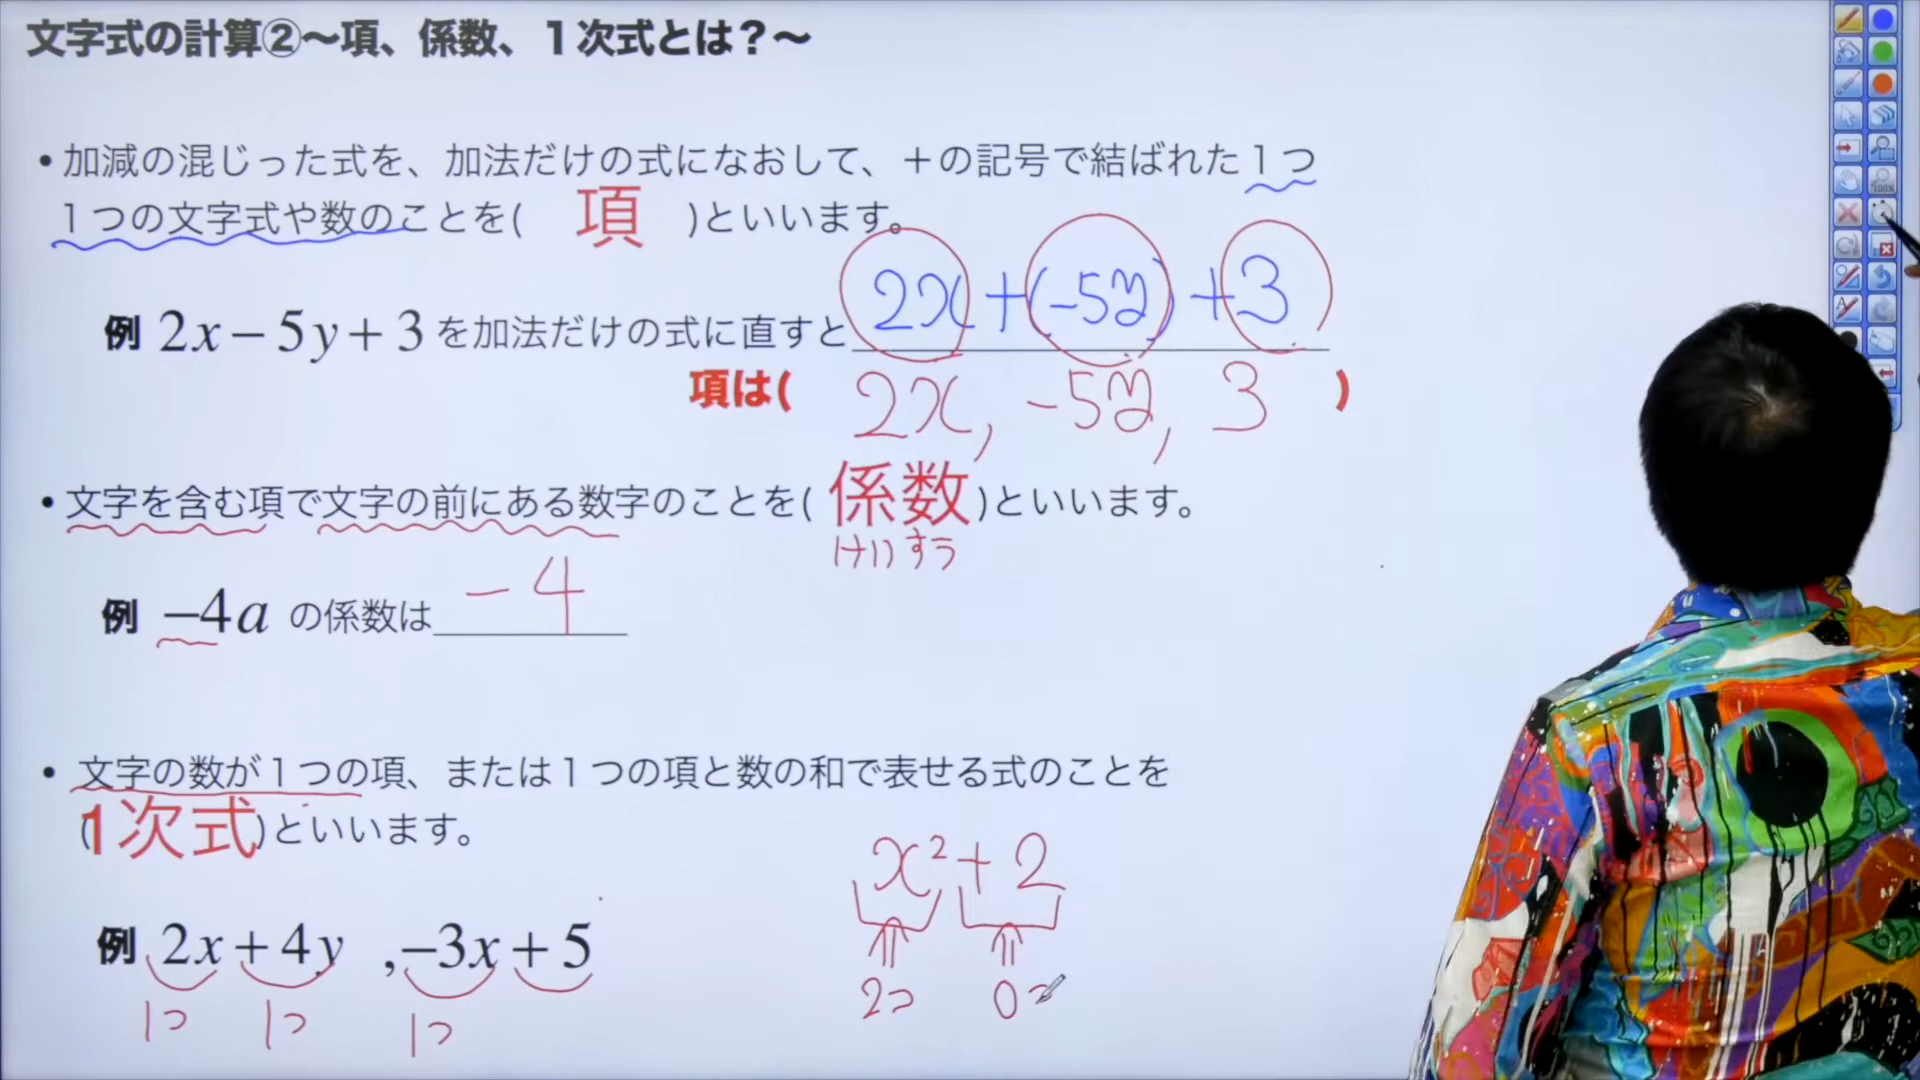 文字式の計算②～項、係数、１次式とは？～
・加減の混じった式を、加法だけの式になおして、＋の記号で結ばれた１つ
１つの文字式や数のことを( 項 )といいます。
例 2x－5y＋3を加法だけの式に直すと 2x＋(-5y)＋3
項は( 2x, -5y, 3 )
・文字を含む項で文字の前にある数字のことを( 係数 )といいます。
けいすう
例 －4a の係数は －4
・文字の数が１つの項、または１つの項と数の和で表せる式のことを
(1次式)といいます。
x²＋2
例 2x＋4y ,－3x＋5
1つ 1つ 1つ
2つ 0つ